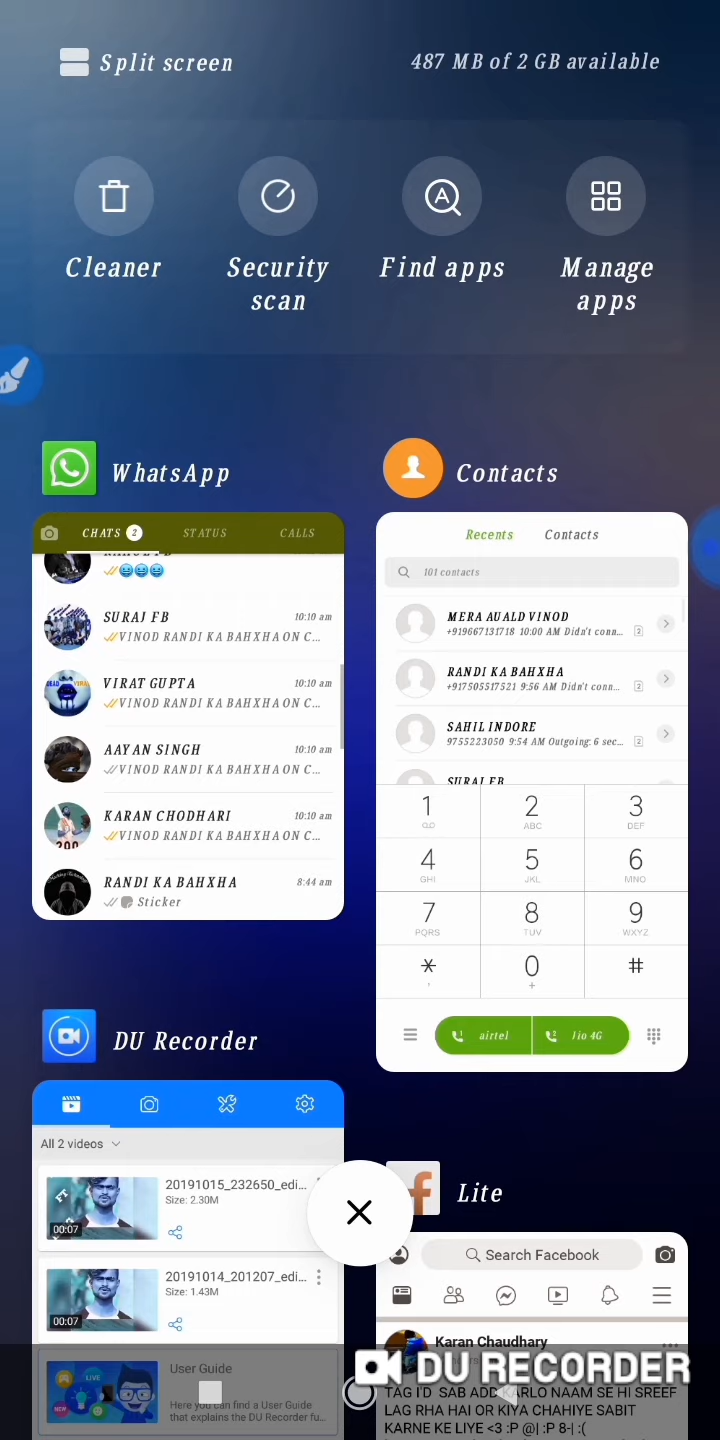 Split screen
487 MB of 2 GB available
Cleaner
Security scan
Find apps
Manage apps
WhatsApp
CHATS 2 STATUS CALLS
SURAJ FB 10:10 am
VINOD RANDI KA BAHXHA ON C...
VIRAT GUPTA 10:10 am
VINOD RANDI KA BAHXHA ON C...
AAYAN SINGH 10:10 am
VINOD RANDI KA BAHXHA ON C...
KARAN CHODHARI 10:10 am
VINOD RANDI KA BAHXHA ON C...
RANDI KA BAHXHA 8:44 am
Sticker
Contacts
Recents Contacts
101 contacts
MERA AUALD VINOD
+919667131718 10:00 AM Didn't conn... 2
RANDI KA BAHXHA
+917505517521 9:56 AM Didn't conn... 2
SAHIL INDORE
9755223050 9:54 AM Outgoing: 6 sec... 2
SURAJ FB
1 2 ABC 3 DEF
4 GHI 5 JKL 6 MNO
7 PQRS 8 TUV 9 WXYZ
* , 0 + #
1 airtel 2 Jio 4G
DU Recorder
All 2 videos
20191015_232650_edi...
Size: 2.30M
00:07
20191014_201207_edi...
Size: 1.43M
00:07
LIVE
User Guide
Here you can find a User Guide
that explains the DU Recorder fu...
Lite
Search Facebook
Karan Chaudhary
TAG I'D SAB ADD KARLO NAAM SE HI SREEF
LAG RHA HAI OR KIYA CHAHIYE SABIT
KARNE KE LIYE <3 :P @| :P 8-| :(
DU RECORDER